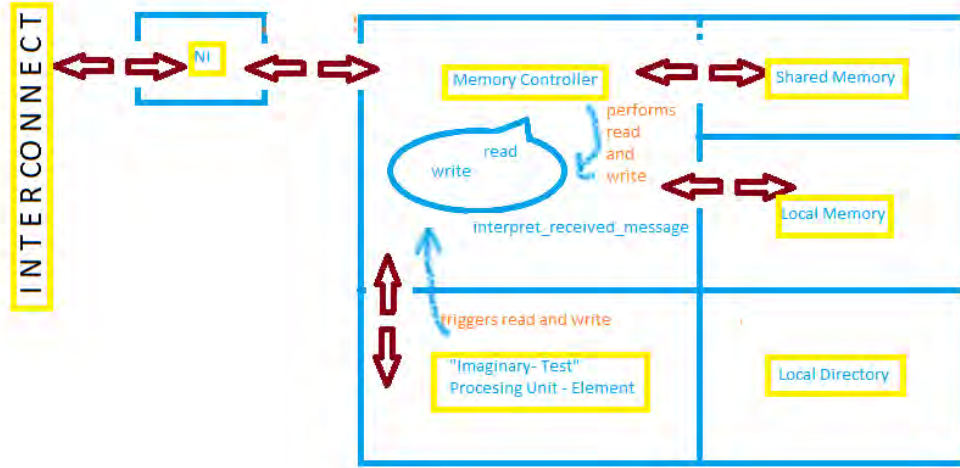 INTERCONNECT
NI
Memory Controller
Shared Memory
performs
read
and
write
read
write
Local Memory
interpret_received_message
triggers read and write
"Imaginary- Test"
Procesing Unit - Element
Local Directory